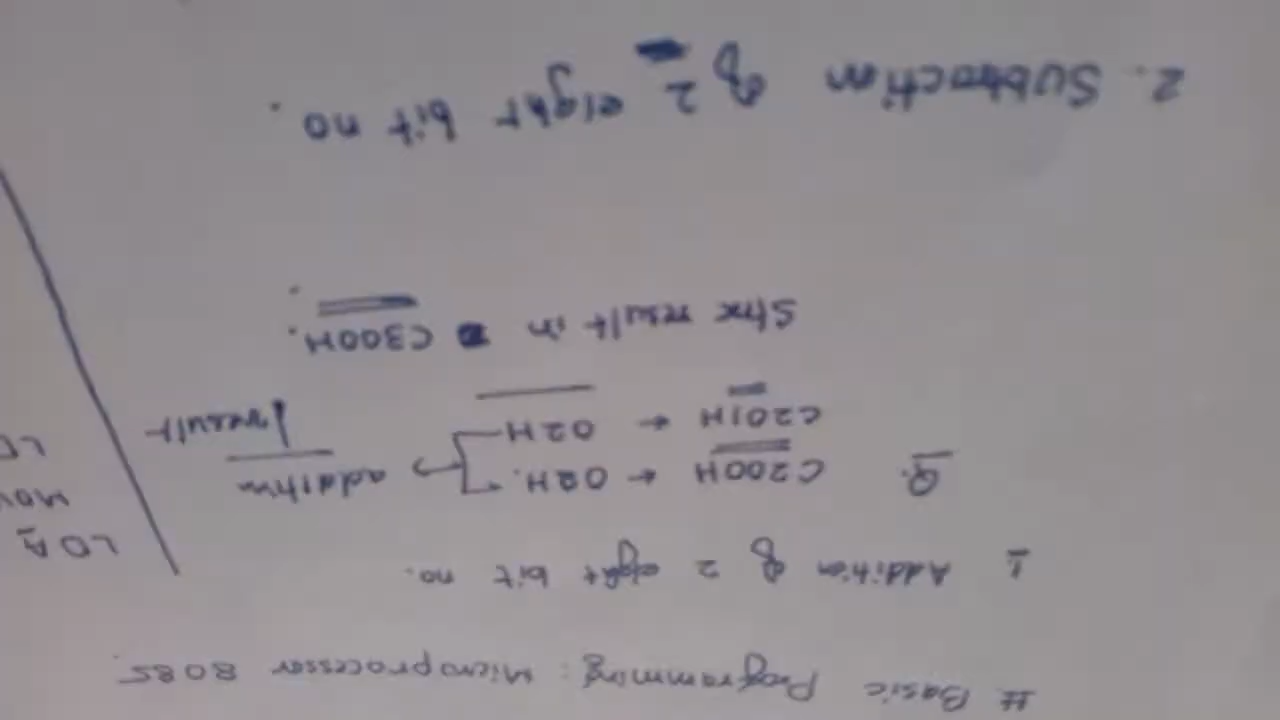 # Basic Programming: Microprocessor 8085.
1 Addition of 2 eight bit no.
Q. C200H ← 02H. addition
C201H ← 02H result
Store result in C300H.
2. Subtraction of 2 eight bit no.
LDA
MOV